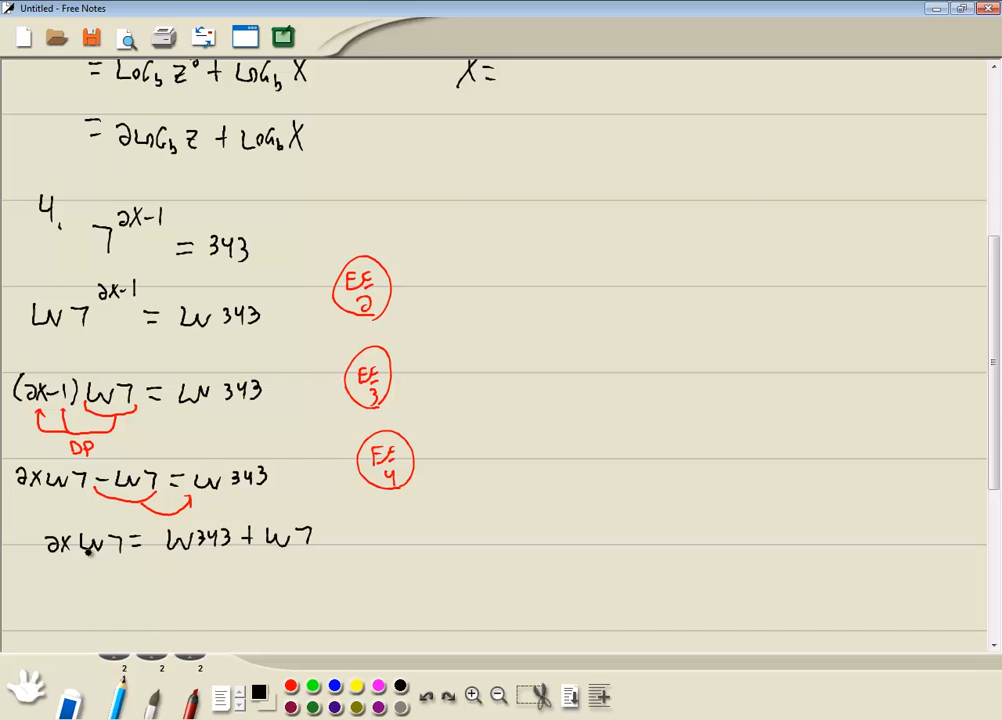 Untitled - Free Notes
= LOG_b z° + LOG_b X
X =
= 2LOG_b z + LOG_b X
4. 7^{2X-1} = 343
LN 7^{2X-1} = LN 343
EE 2
(2X-1) LN 7 = LN 343
EE 3
DP
2X LN 7 - LN 7 = LN 343
EE 4
2X LN 7 = LN 343 + LN 7
2 2 2